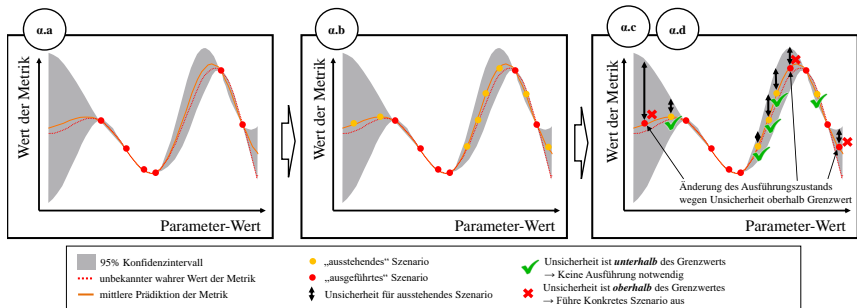 α.a
α.b
α.c
α.d
Wert der Metrik
Parameter-Wert
Wert der Metrik
Parameter-Wert
Wert der Metrik
Änderung des Ausführungszustands
wegen Unsicherheit oberhalb Grenzwert
Parameter-Wert
95% Konfidenzintervall
unbekannter wahrer Wert der Metrik
mittlere Prädiktion der Metrik
„ausstehendes“ Szenario
„ausgeführtes“ Szenario
Unsicherheit für ausstehendes Szenario
Unsicherheit ist unterhalb des Grenzwerts
→ Keine Ausführung notwendig
Unsicherheit ist oberhalb des Grenzwertes
→ Führe Konkretes Szenario aus